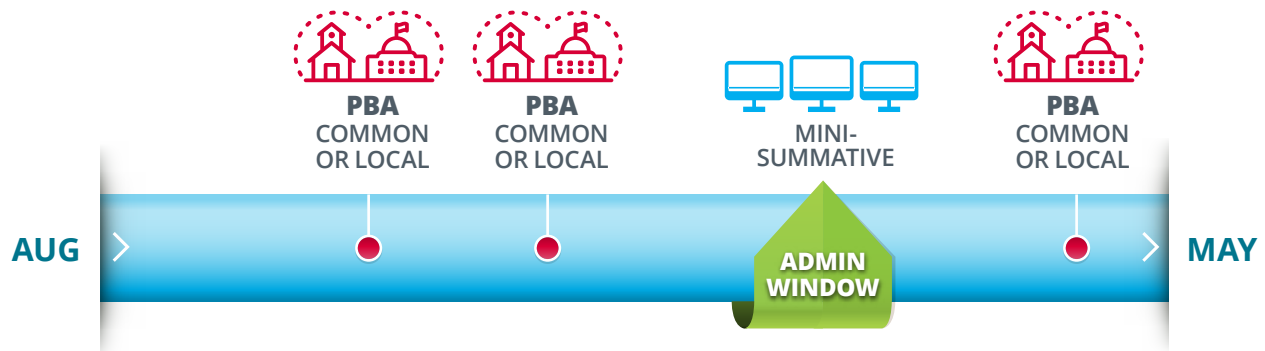 PBA
COMMON
OR LOCAL
PBA
COMMON
OR LOCAL
MINI-
SUMMATIVE
PBA
COMMON
OR LOCAL
AUG
ADMIN
WINDOW
MAY